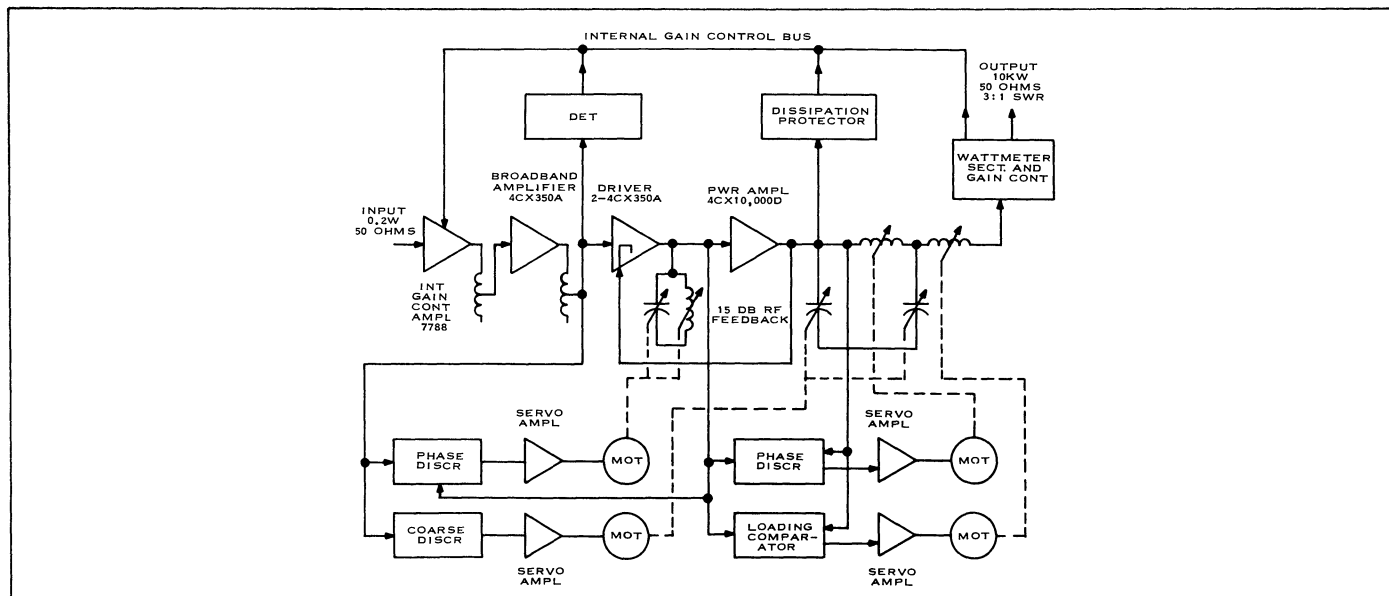 INTERNAL GAIN CONTROL BUS
OUTPUT
10KW
50 OHMS
3:1 SWR
DET
DISSIPATION
PROTECTOR
WATTMETER
SECT. AND
GAIN CONT
BROADBAND
AMPLIFIER
4CX350A
DRIVER
2-4CX350A
PWR AMPL
4CX10,000D
INPUT
0.2W
50 OHMS
INT
GAIN
CONT
AMPL
7788
15 DB RF
FEEDBACK
SERVO
AMPL
PHASE
DISCR
MOT
SERVO
AMPL
PHASE
DISCR
MOT
COARSE
DISCR
MOT
SERVO
AMPL
LOADING
COMPAR-
ATOR
MOT
SERVO
AMPL